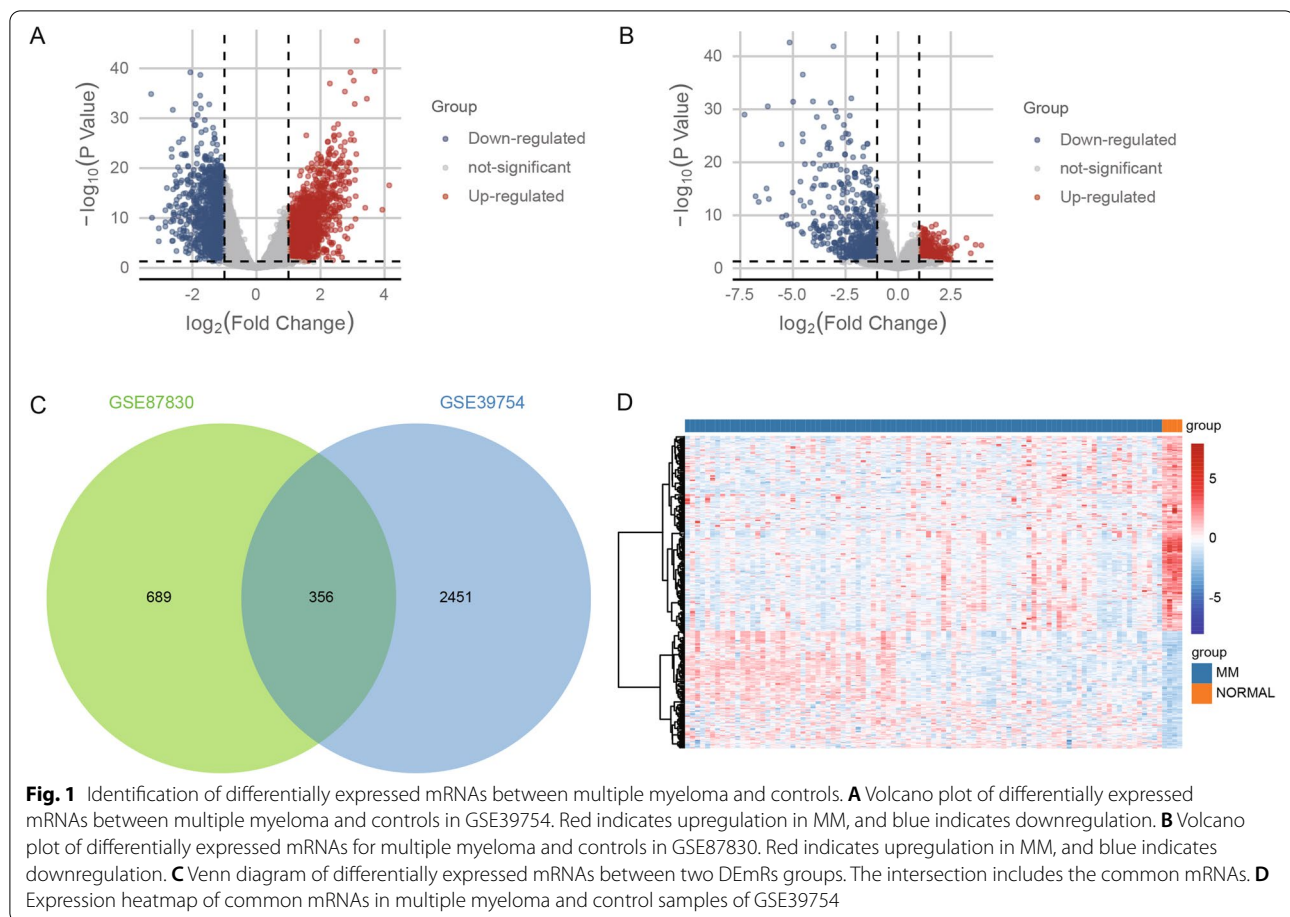 A
−log10(P Value)
40
30
20
10
0
-2
0
2
4
log2(Fold Change)
Group
Down-regulated
not-significant
Up-regulated
B
−log10(P Value)
40
30
20
10
0
-7.5
-5.0
-2.5
0.0
2.5
log2(Fold Change)
Group
Down-regulated
not-significant
Up-regulated
C
GSE87830
GSE39754
689
356
2451
D
group
5
0
-5
group
MM
NORMAL
Fig. 1 Identification of differentially expressed mRNAs between multiple myeloma and controls. A Volcano plot of differentially expressed
mRNAs between multiple myeloma and controls in GSE39754. Red indicates upregulation in MM, and blue indicates downregulation. B Volcano
plot of differentially expressed mRNAs for multiple myeloma and controls in GSE87830. Red indicates upregulation in MM, and blue indicates
downregulation. C Venn diagram of differentially expressed mRNAs between two DEmRs groups. The intersection includes the common mRNAs. D
Expression heatmap of common mRNAs in multiple myeloma and control samples of GSE39754